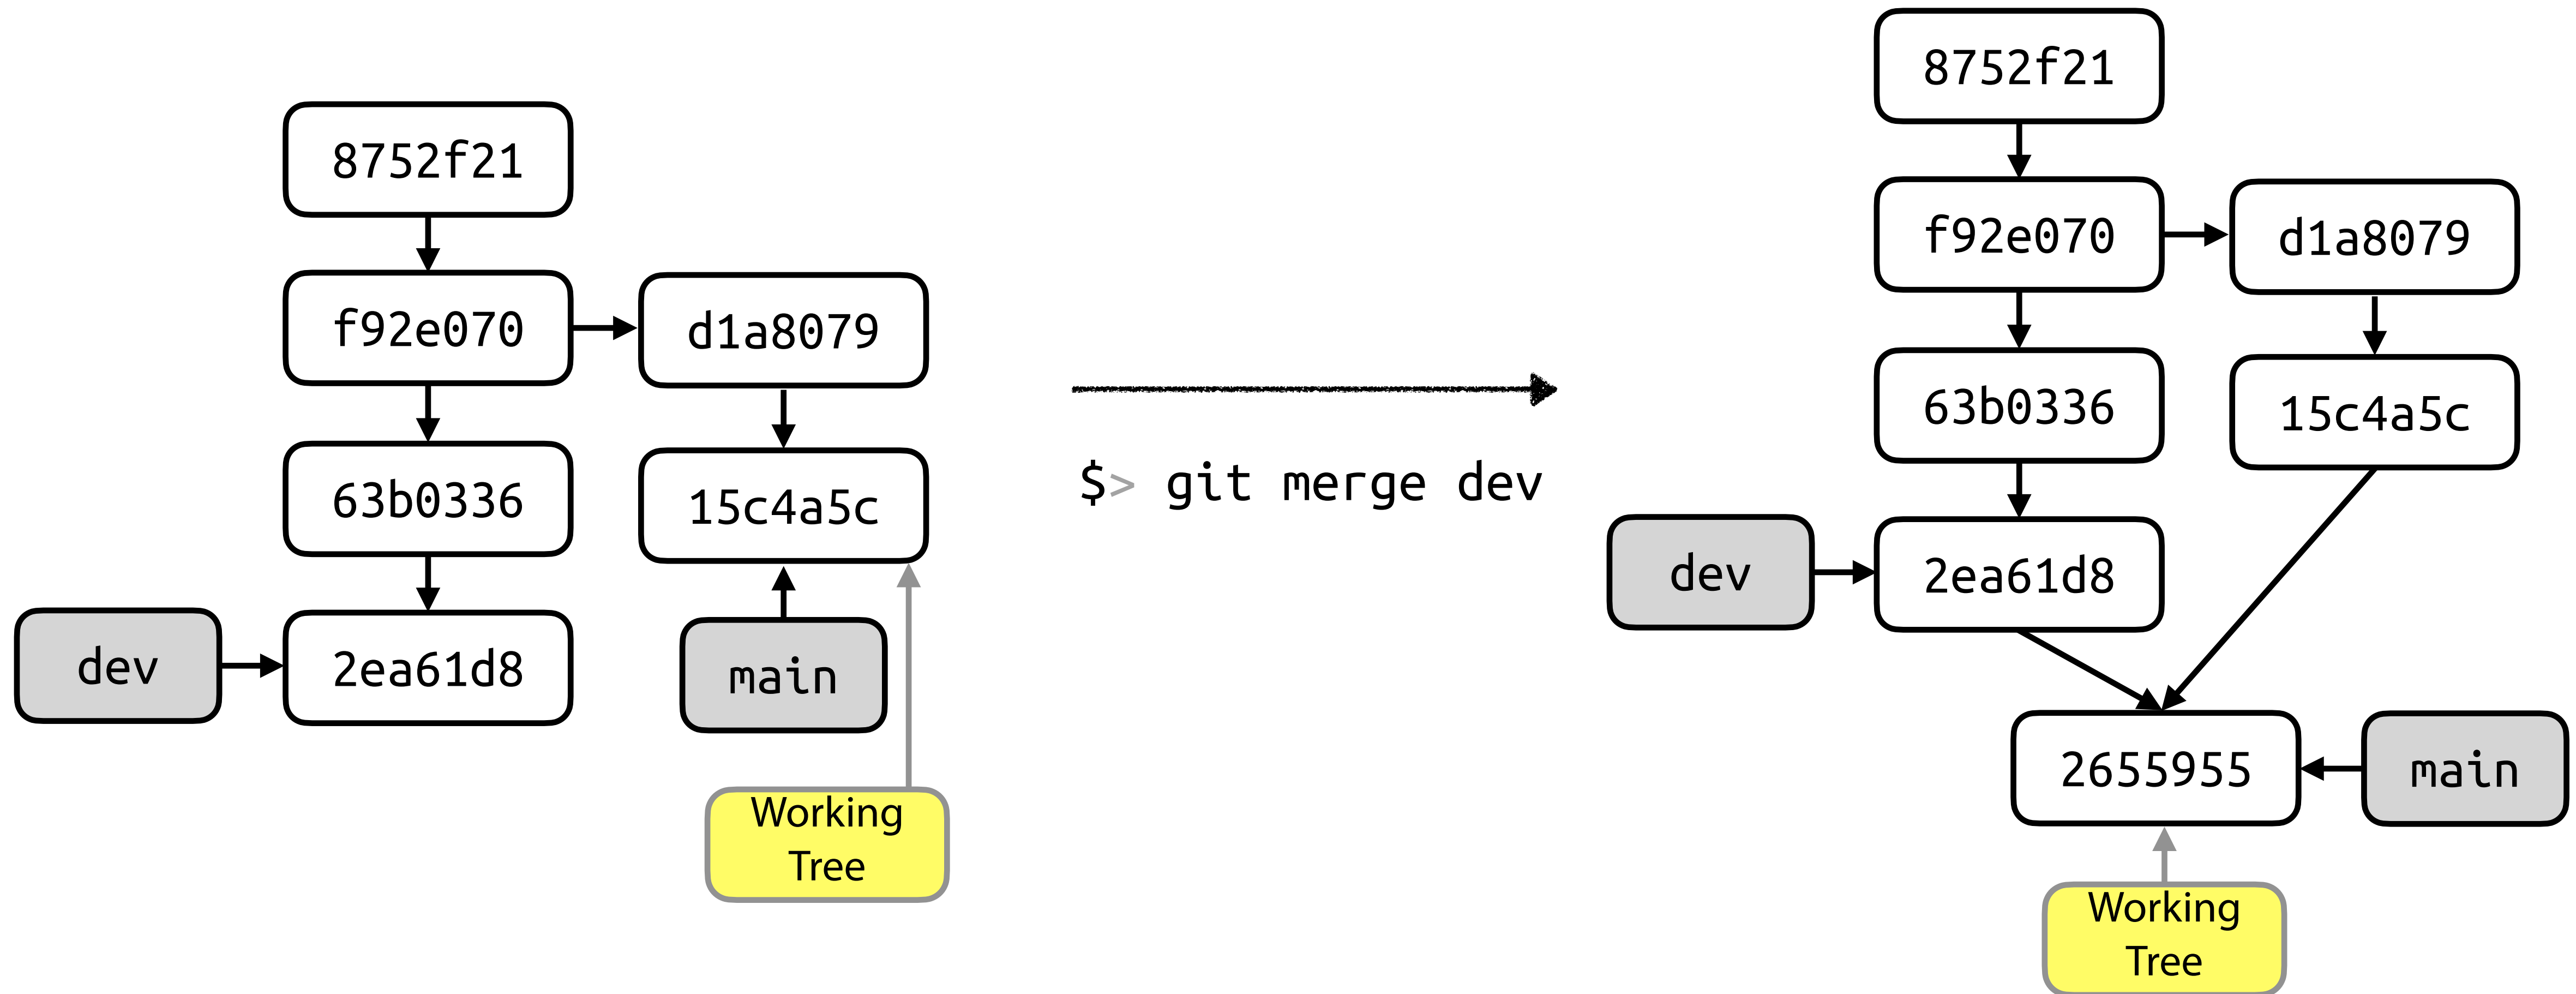 8752f21
f92e070
d1a8079
63b0336
15c4a5c
dev
2ea61d8
main
Working
Tree
$> git merge dev
8752f21
f92e070
d1a8079
63b0336
15c4a5c
dev
2ea61d8
2655955
main
Working
Tree